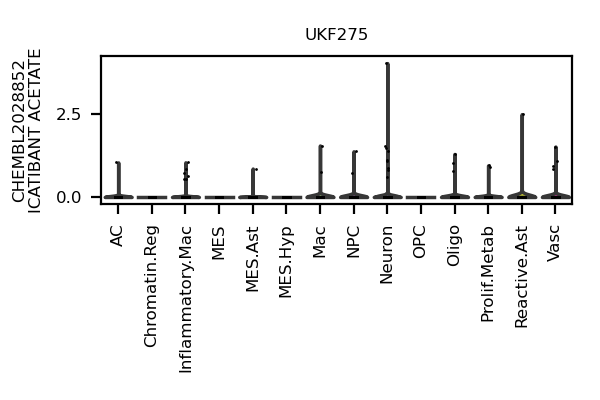 UKF275
CHEMBL2028852
ICATIBANT ACETATE
2.5
0.0
AC
Chromatin.Reg
Inflammatory.Mac
MES
MES.Ast
MES.Hyp
Mac
NPC
Neuron
OPC
Oligo
Prolif.Metab
Reactive.Ast
Vasc